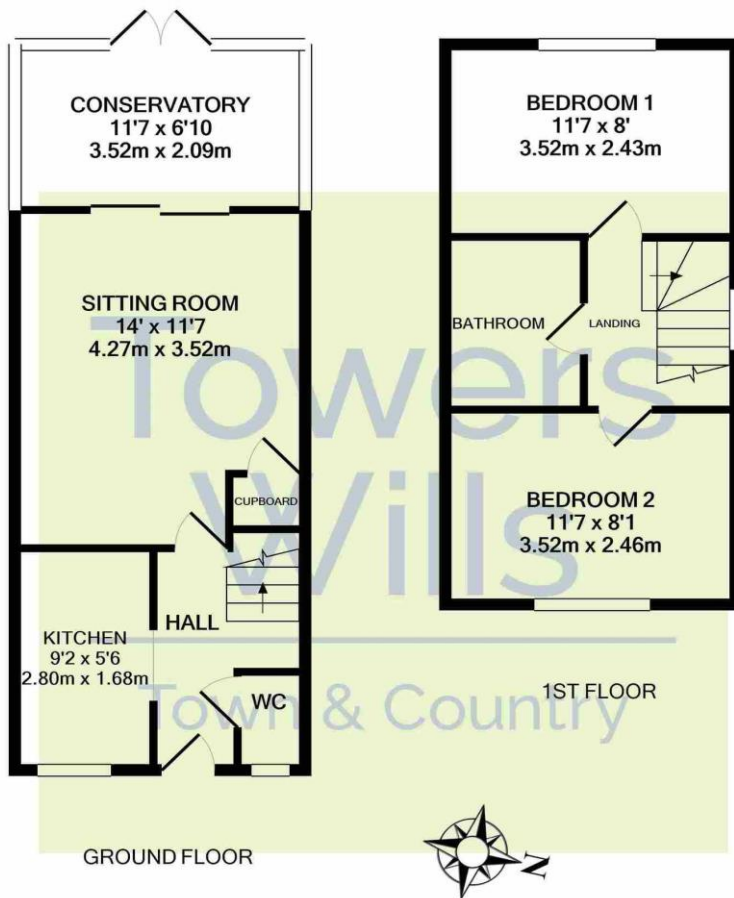 CONSERVATORY
11'7 x 6'10
3.52m x 2.09m
SITTING ROOM
14' x 11'7
4.27m x 3.52m
CUPBOARD
KITCHEN
9'2 x 5'6
2.80m x 1.68m
HALL
WC
GROUND FLOOR
BEDROOM 1
11'7 x 8'
3.52m x 2.43m
BATHROOM
LANDING
BEDROOM 2
11'7 x 8'1
3.52m x 2.46m
1ST FLOOR
Towers
Wills
Town & Country
N